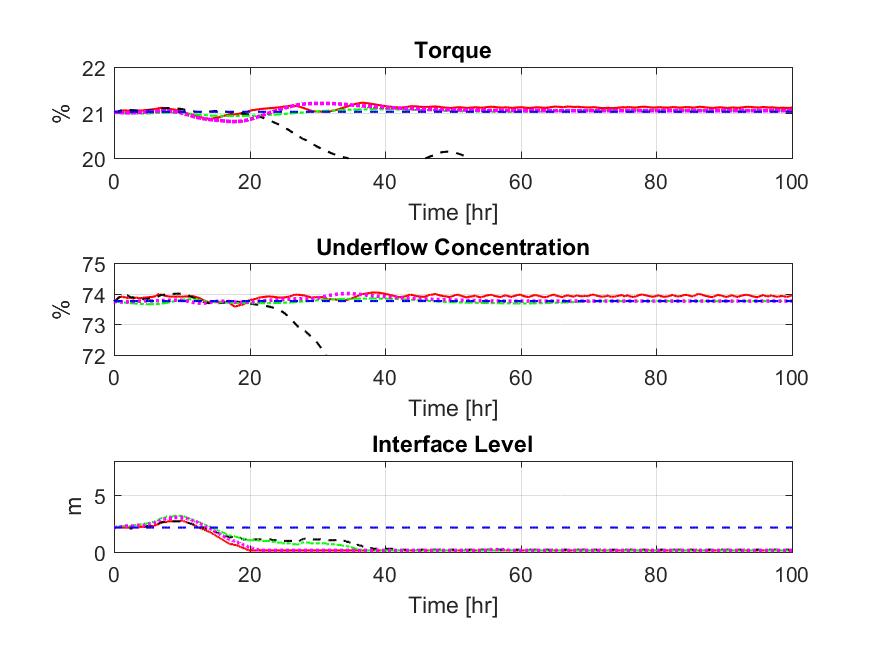 Torque
22
21
20
%
0 20 40 60 80 100
Time [hr]
Underflow Concentration
75
74
73
72
%
0 20 40 60 80 100
Time [hr]
Interface Level
5
0
m
0 20 40 60 80 100
Time [hr]